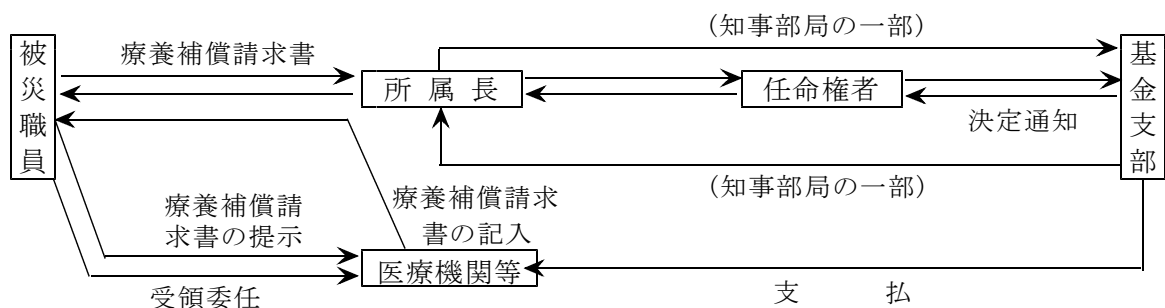 (知事部局の一部)
被災職員
療養補償請求書
所属長
任命権者
基金支部
決定通知
(知事部局の一部)
療養補償請
求書の提示
療養補償請求
書の記入
医療機関等
受領委任
支払